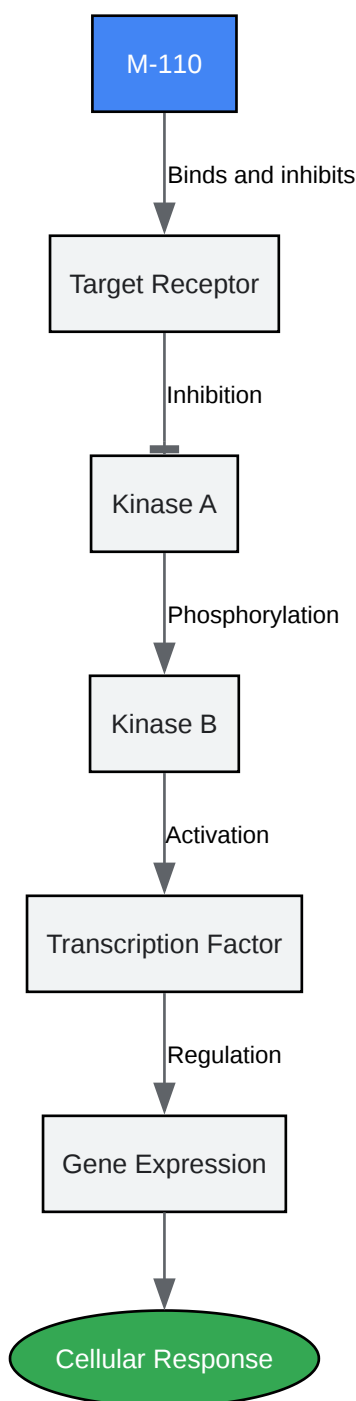 M-110
Binds and inhibits
Target Receptor
Inhibition
Kinase A
Phosphorylation
Kinase B
Activation
Transcription Factor
Regulation
Gene Expression
Cellular Response